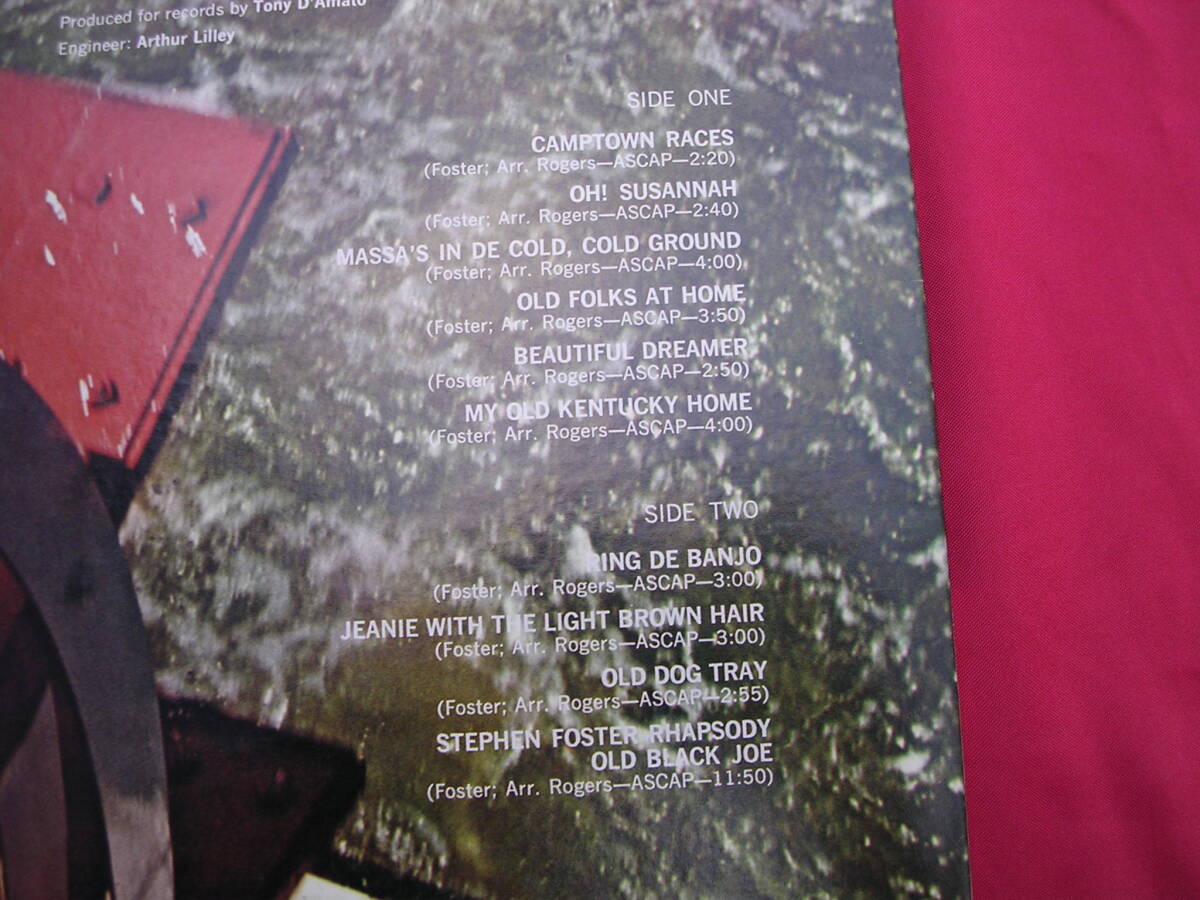 Produced for records by Tony D'Amato
Engineer: Arthur Lilley
SIDE ONE
CAMPTOWN RACES
(Foster; Arr. Rogers—ASCAP—2:20)
OH! SUSANNAH
(Foster; Arr. Rogers—ASCAP—2:40)
MASSA'S IN DE COLD, COLD GROUND
(Foster; Arr. Rogers—ASCAP—4:00)
OLD FOLKS AT HOME
(Foster; Arr. Rogers—ASCAP—3:50)
BEAUTIFUL DREAMER
(Foster; Arr. Rogers—ASCAP—2:50)
MY OLD KENTUCKY HOME
(Foster; Arr. Rogers—ASCAP—4:00)
SIDE TWO
RING DE BANJO
(Foster; Arr. Rogers—ASCAP—3:00)
JEANIE WITH THE LIGHT BROWN HAIR
(Foster; Arr. Rogers—ASCAP—3:00)
OLD DOG TRAY
(Foster; Arr. Rogers—ASCAP—2:55)
STEPHEN FOSTER RHAPSODY
OLD BLACK JOE
(Foster; Arr. Rogers—ASCAP—11:50)